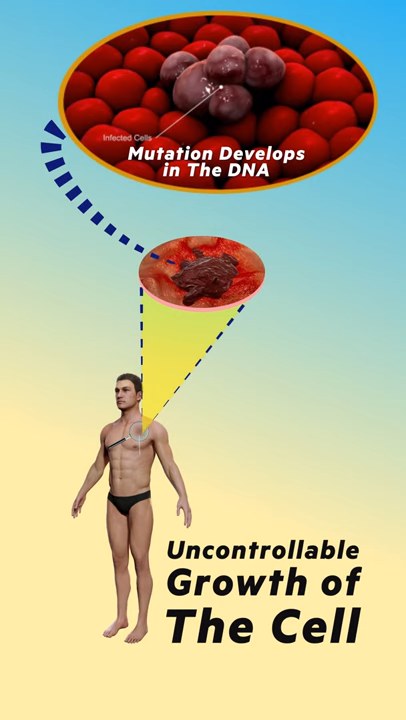 Infected Cells
Mutation Develops
in The DNA
Uncontrollable
Growth of
The Cell